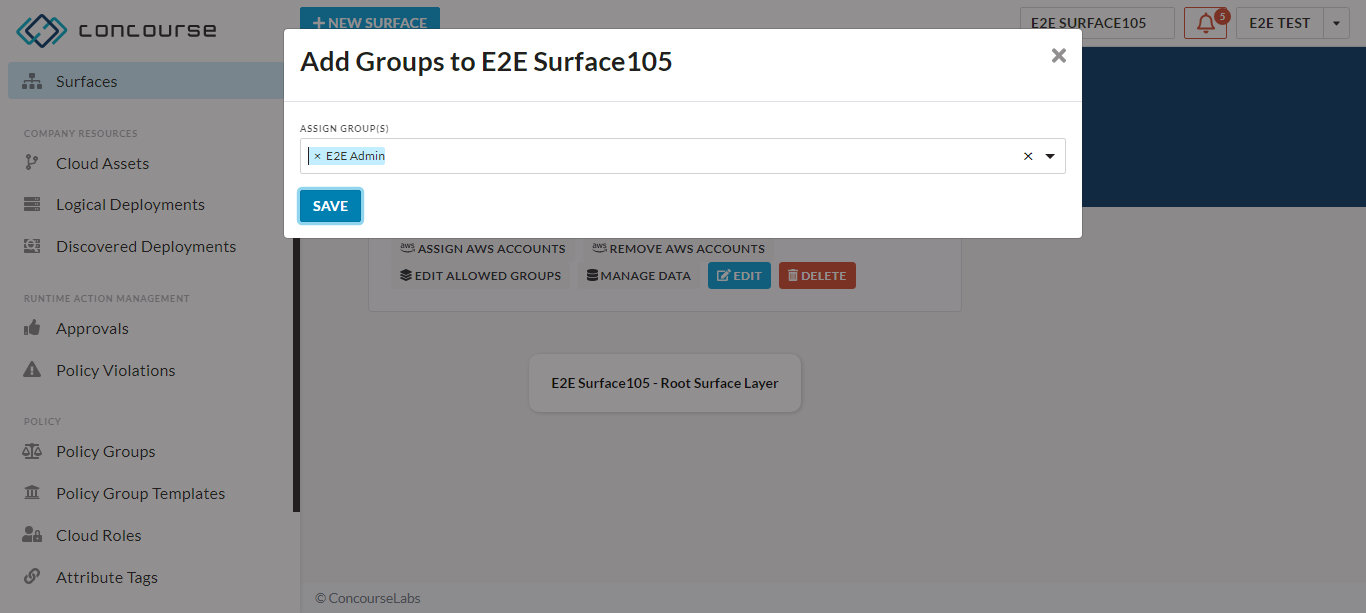 concourse
+ NEW SURFACE
E2E SURFACE105
5
E2E TEST
Add Groups to E2E Surface105
×
ASSIGN GROUP(S)
× E2E Admin
×
SAVE
Surfaces
COMPANY RESOURCES
Cloud Assets
Logical Deployments
Discovered Deployments
RUNTIME ACTION MANAGEMENT
Approvals
Policy Violations
POLICY
Policy Groups
Policy Group Templates
Cloud Roles
Attribute Tags
aws ASSIGN AWS ACCOUNTS
aws REMOVE AWS ACCOUNTS
EDIT ALLOWED GROUPS
MANAGE DATA
EDIT
DELETE
E2E Surface105 - Root Surface Layer
© ConcourseLabs